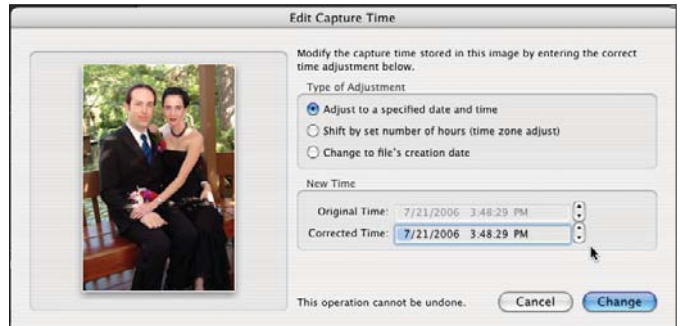 Edit Capture Time
Modify the capture time stored in this image by entering the correct
time adjustment below.
Type of Adjustment
Adjust to a specified date and time
Shift by set number of hours (time zone adjust)
Change to file's creation date
New Time
Original Time: 7/21/2006 3:48:29 PM
Corrected Time: 7/21/2006 3:48:29 PM
This operation cannot be undone. Cancel Change